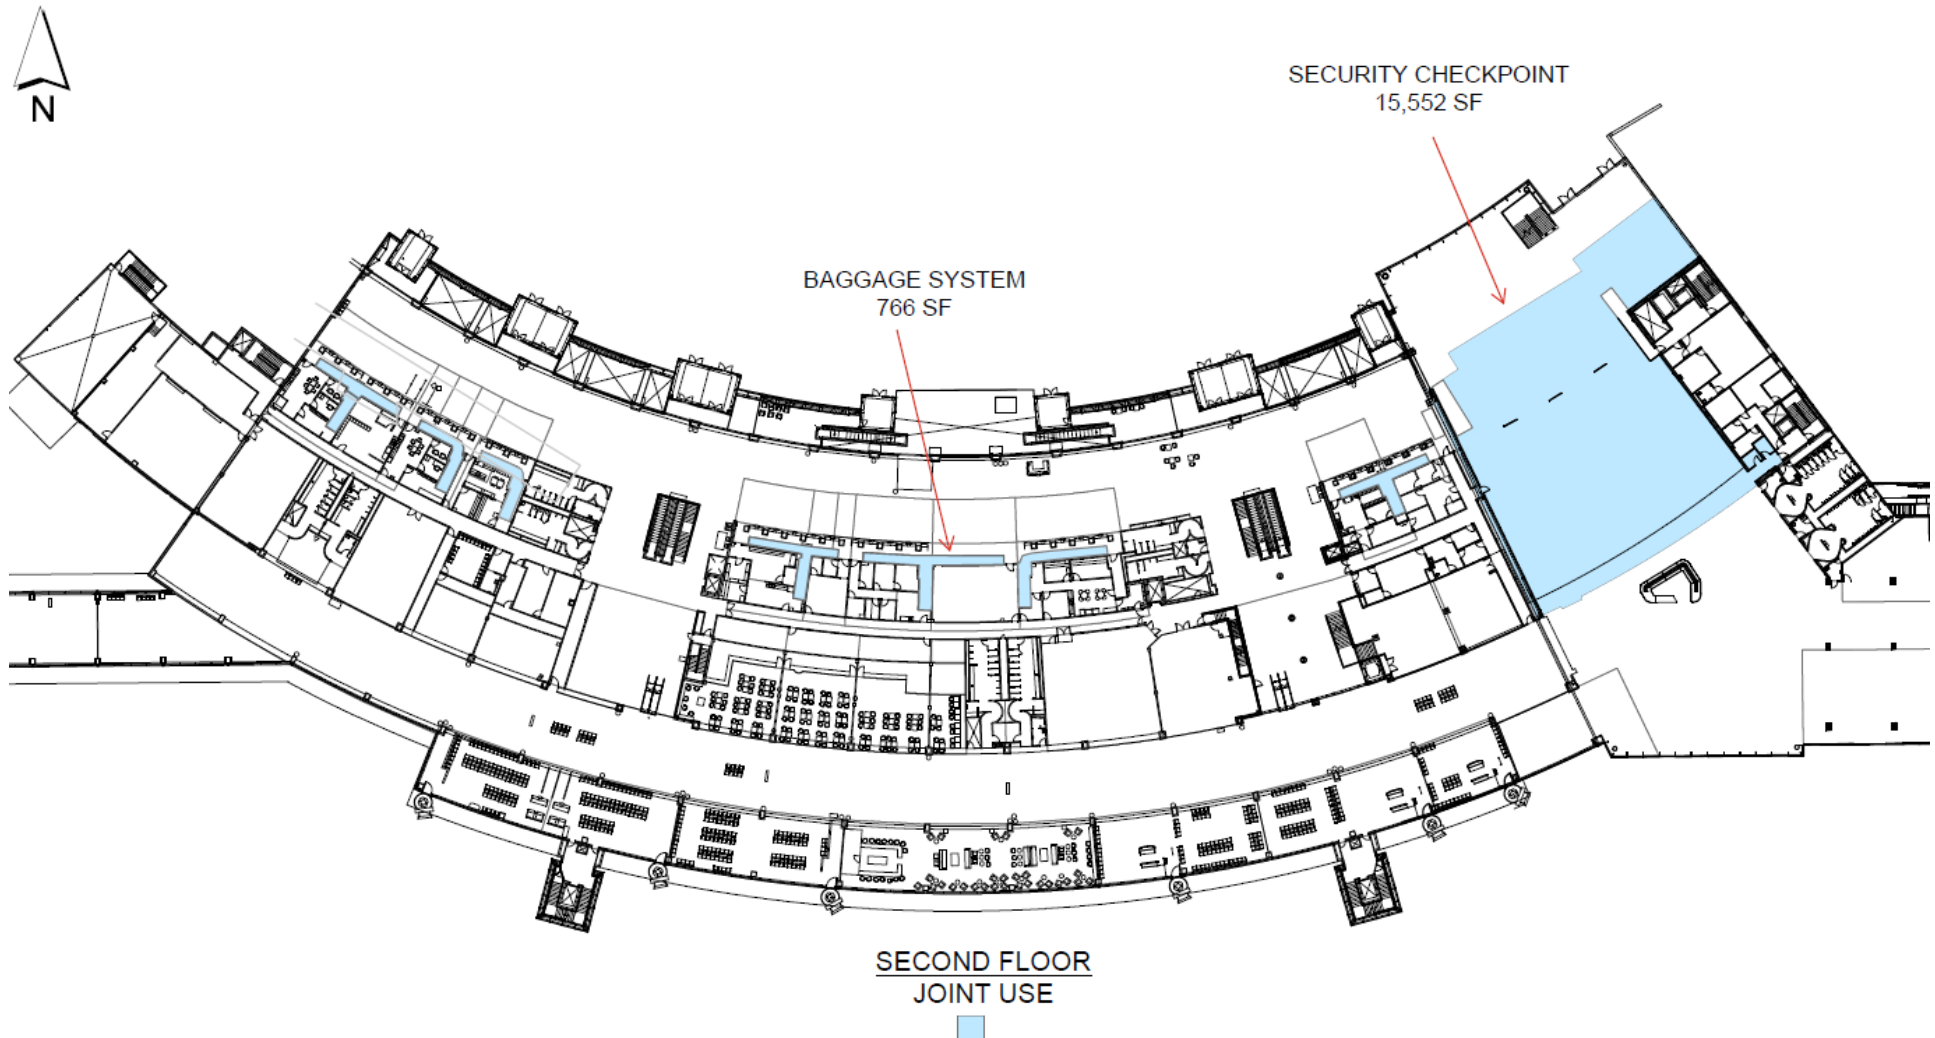 N
SECURITY CHECKPOINT
15,552 SF
BAGGAGE SYSTEM
766 SF
SECOND FLOOR
JOINT USE